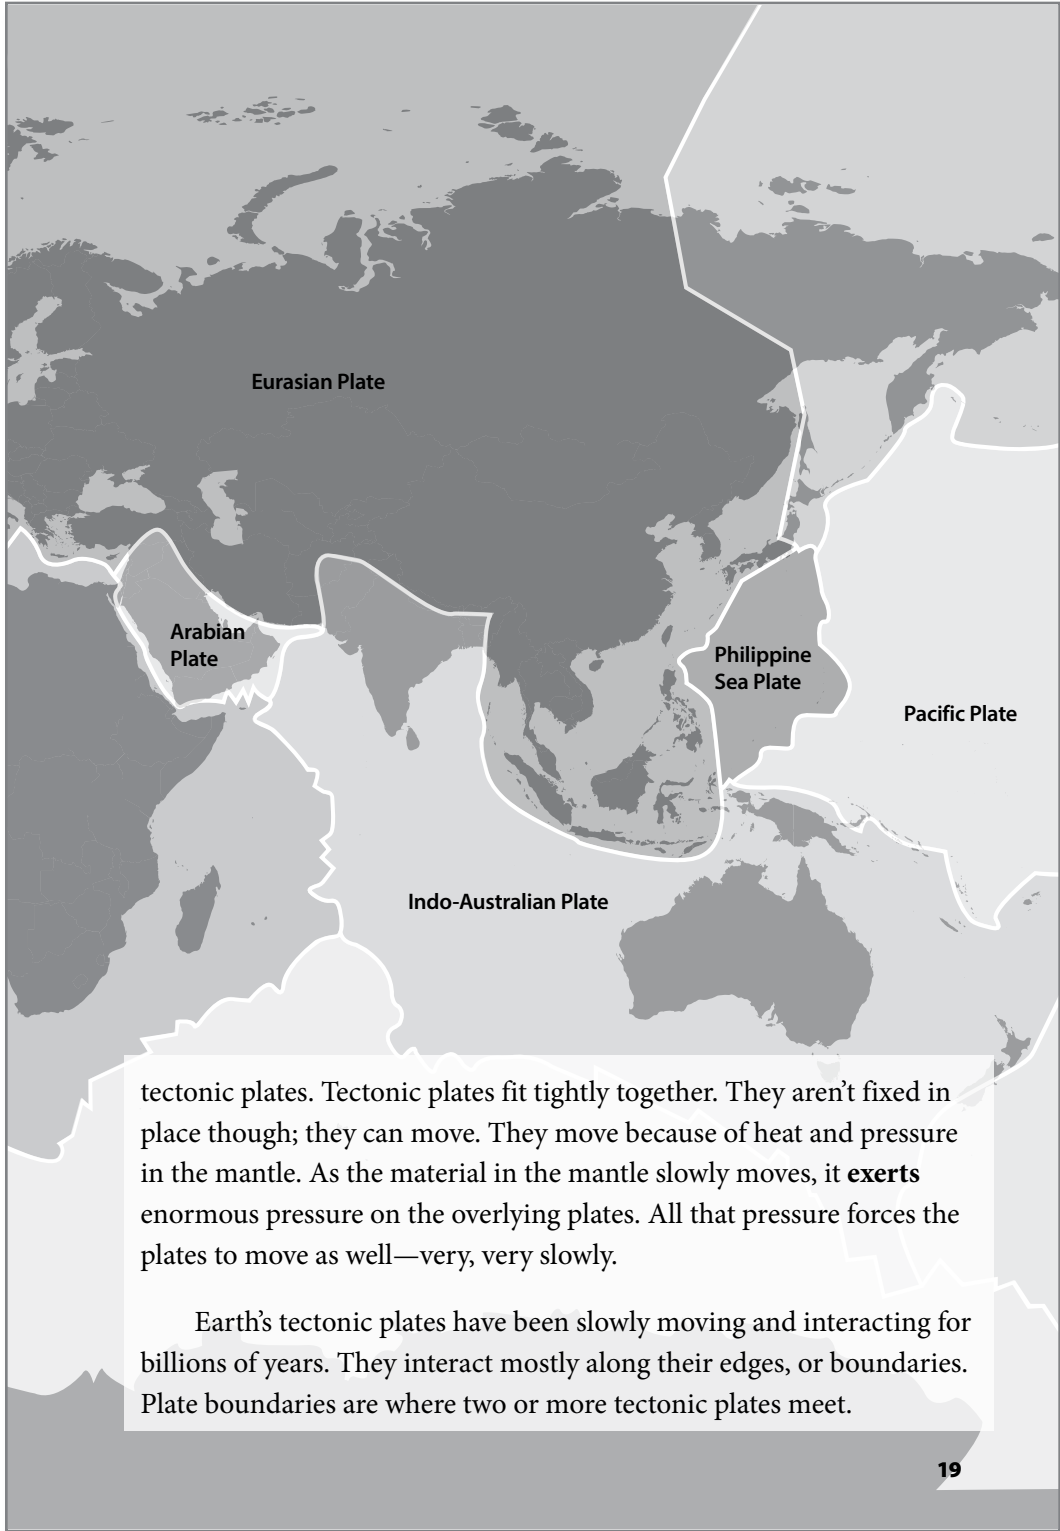 Eurasian Plate
Arabian
Plate
Philippine
Sea Plate
Pacific Plate
Indo-Australian Plate
tectonic plates. Tectonic plates fit tightly together. They aren’t fixed in
place though; they can move. They move because of heat and pressure
in the mantle. As the material in the mantle slowly moves, it exerts
enormous pressure on the overlying plates. All that pressure forces the
plates to move as well—very, very slowly.
Earth’s tectonic plates have been slowly moving and interacting for
billions of years. They interact mostly along their edges, or boundaries.
Plate boundaries are where two or more tectonic plates meet.
19